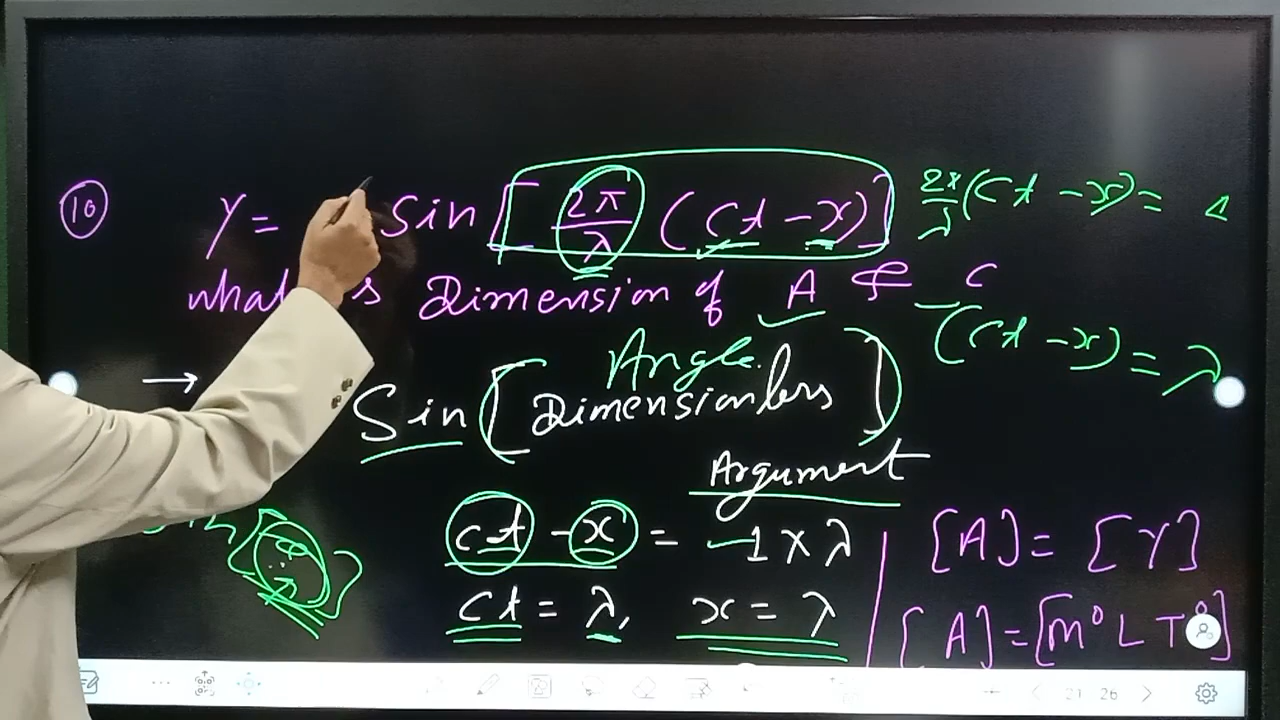 10
Y = Sin [ 2π/λ (ct - x) ]
2π/λ (ct - x) = 1
what is Dimension of A & C
(ct - x) = λ
→ Sin [ Angle Dimensionless ]
Argument
ct - x = 1 x λ
ct = λ, x = λ
[A] = [Y]
[A] = [M⁰ L T⁰]
26